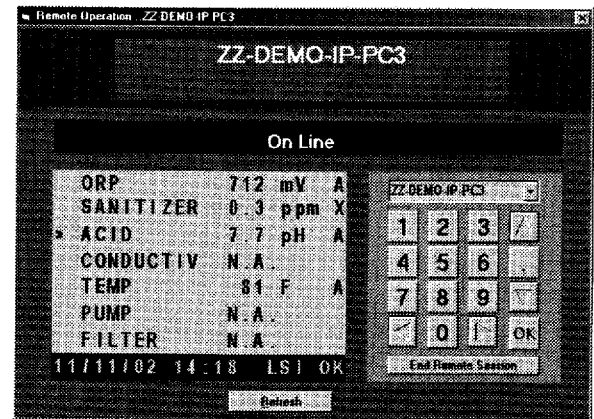 Remote Operation ZZ-DEMO-IP-PC3
ZZ-DEMO-IP-PC3
On Line
ORP 712 mV A
SANITIZER 0.3 ppm X
ACID 7.7 pH A
CONDUCTIV N.A.
TEMP 81 F A
PUMP N.A.
FILTER N.A.
11/11/02 14:18 LSI OK
ZZ-DEMO-IP-PC3
1 2 3 /
4 5 6 .
7 8 9
0 OK
End Remote Session
Refresh